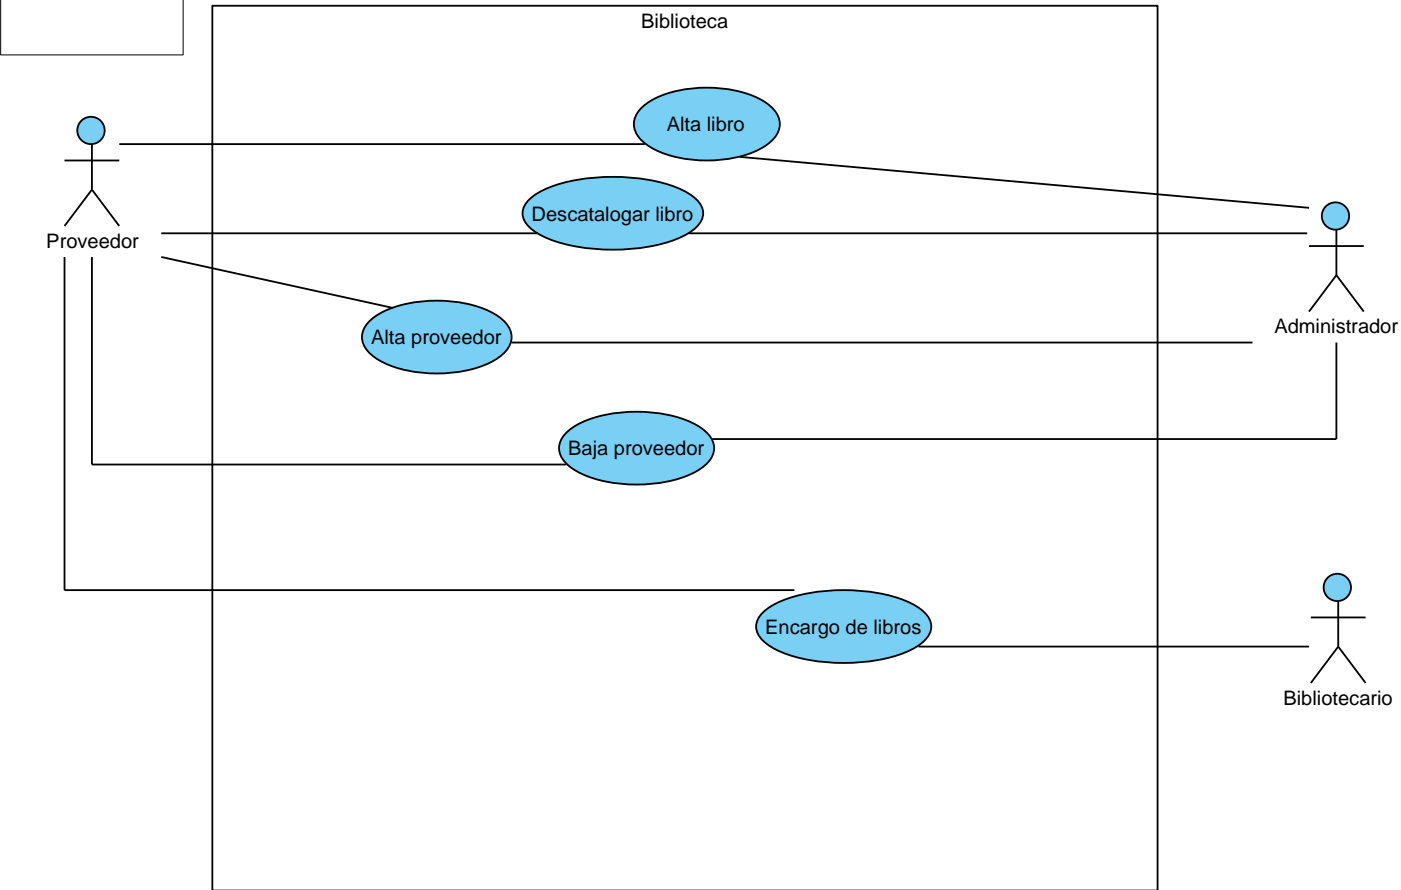 Biblioteca
Alta libro
Descatalogar libro
Proveedor
Alta proveedor
Administrador
Baja proveedor
Encargo de libros
Bibliotecario